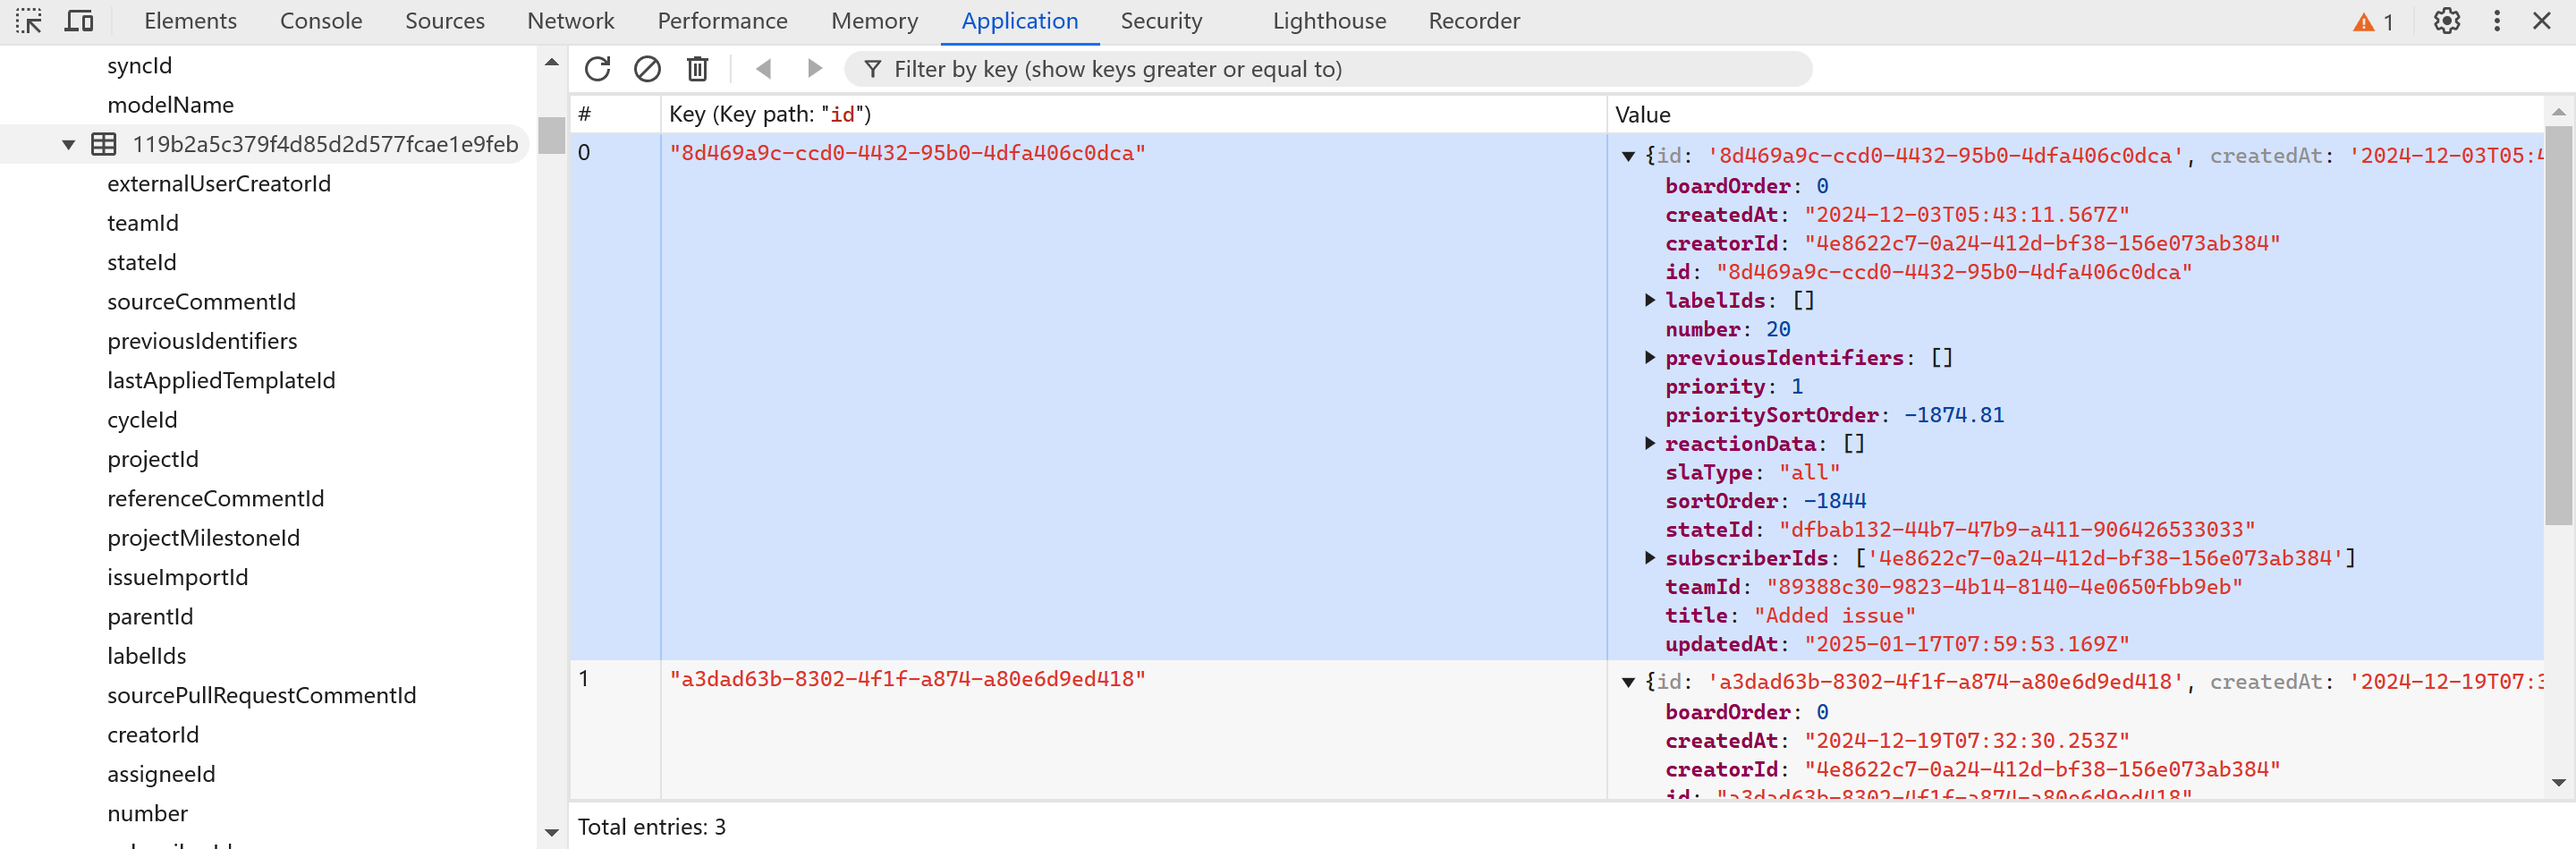 Elements Console Sources Network Performance Memory Application Security Lighthouse Recorder 1
syncId
modelName
119b2a5c379f4d85d2d577fcae1e9feb
externalUserCreatorId
teamId
stateId
sourceCommentId
previousIdentifiers
lastAppliedTemplateId
cycleId
projectId
referenceCommentId
projectMilestoneId
issueImportId
parentId
labelIds
sourcePullRequestCommentId
creatorId
assigneeId
number
Filter by key (show keys greater or equal to)
# Key (Key path: "id") Value
0 "8d469a9c-ccd0-4432-95b0-4dfa406c0dca" {id: '8d469a9c-ccd0-4432-95b0-4dfa406c0dca', createdAt: '2024-12-03T05:4
boardOrder: 0
createdAt: "2024-12-03T05:43:11.567Z"
creatorId: "4e8622c7-0a24-412d-bf38-156e073ab384"
id: "8d469a9c-ccd0-4432-95b0-4dfa406c0dca"
labelIds: []
number: 20
previousIdentifiers: []
priority: 1
prioritySortOrder: -1874.81
reactionData: []
slaType: "all"
sortOrder: -1844
stateId: "dfbab132-44b7-47b9-a411-906426533033"
subscriberIds: ['4e8622c7-0a24-412d-bf38-156e073ab384']
teamId: "89388c30-9823-4b14-8140-4e0650fbb9eb"
title: "Added issue"
updatedAt: "2025-01-17T07:59:53.169Z"
1 "a3dad63b-8302-4f1f-a874-a80e6d9ed418" {id: 'a3dad63b-8302-4f1f-a874-a80e6d9ed418', createdAt: '2024-12-19T07:3
boardOrder: 0
createdAt: "2024-12-19T07:32:30.253Z"
creatorId: "4e8622c7-0a24-412d-bf38-156e073ab384"
id: "a3dad63b-8302-4f1f-a874-a80e6d9ed418"
Total entries: 3